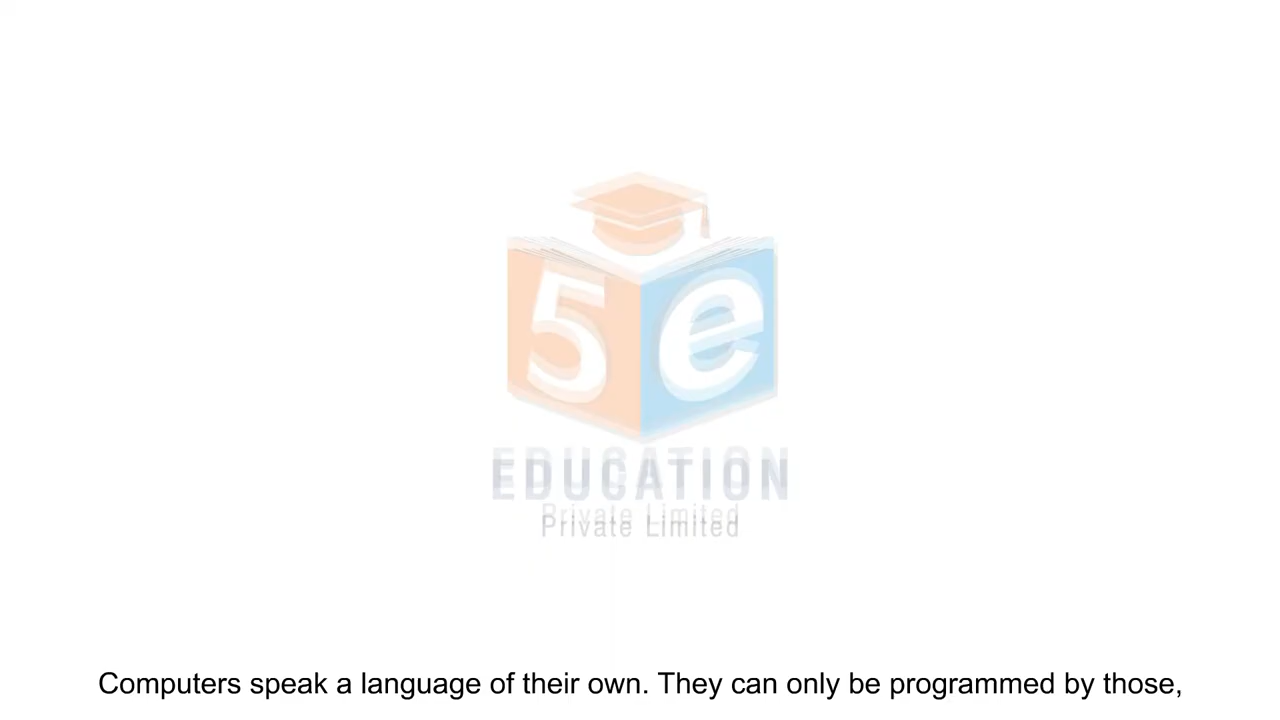 5e
EDUCATION
Private Limited
Computers speak a language of their own. They can only be programmed by those,